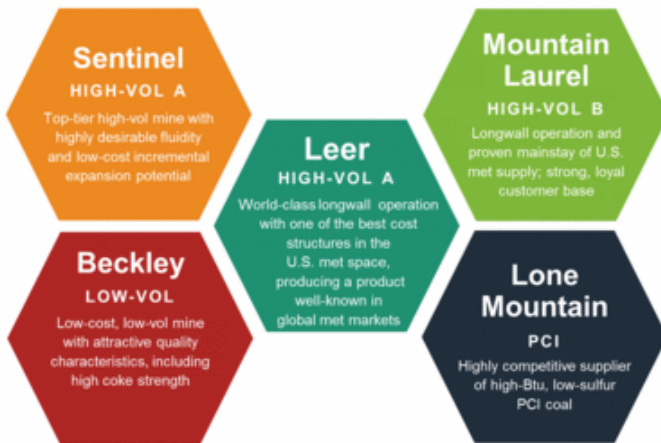 Sentinel
HIGH-VOL A
Top-tier high-vol mine with
highly desirable fluidity
and low-cost incremental
expansion potential
Mountain
Laurel
HIGH-VOL B
Longwall operation and
proven mainstay of U.S.
met supply; strong, loyal
customer base
Leer
HIGH-VOL A
World-class longwall operation
with one of the best cost
structures in the
U.S. met space,
producing a product
well-known in
global met markets
Beckley
LOW-VOL
Low-cost, low-vol mine
with attractive quality
characteristics, including
high coke strength
Lone
Mountain
PCI
Highly competitive supplier
of high-Btu, low-sulfur
PCI coal